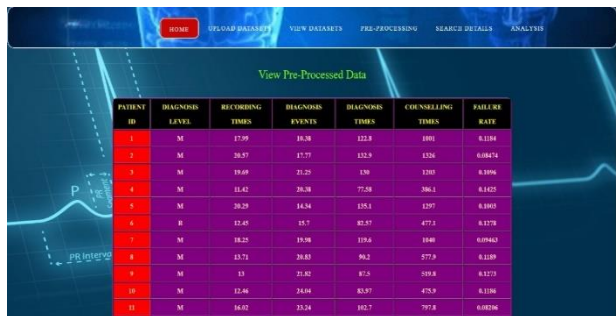 HOME UPLOAD DATASETS VIEW DATASETS PRE-PROCESSING SEARCH DETAILS ANALYSIS
View Pre-Processed Data
PATIENT ID DIAGNOSIS LEVEL RECORDING TIMES DIAGNOSIS EVENTS DIAGNOSIS TIMES COUNSELLING TIMES FAILURE RATE
1 M 17.99 10.38 122.8 1001 0.1184
2 M 20.57 17.77 132.9 1326 0.08474
3 M 19.69 21.25 130 1203 0.1096
4 M 11.42 20.38 77.58 386.1 0.1425
5 M 20.29 14.34 135.1 1297 0.1003
6 B 12.45 15.7 82.57 477.1 0.1278
7 M 18.25 19.98 119.6 1040 0.09463
8 M 13.71 20.83 90.2 577.9 0.1189
9 M 13 21.82 87.5 519.8 0.1273
10 M 12.46 24.04 83.97 475.9 0.1186
11 M 16.02 23.24 102.7 797.8 0.08206
P
PR
PR Interva